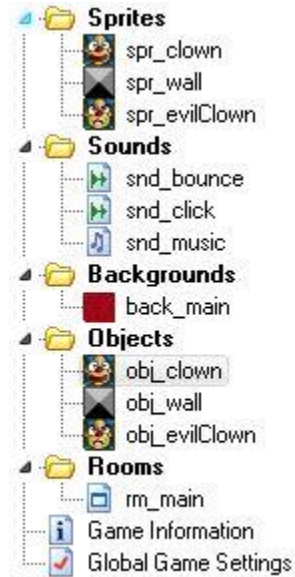 Sprites
spr_clown
spr_wall
spr_evilClown
Sounds
snd_bounce
snd_click
snd_music
Backgrounds
back_main
Objects
obj_clown
obj_wall
obj_evilClown
Rooms
rm_main
Game Information
Global Game Settings